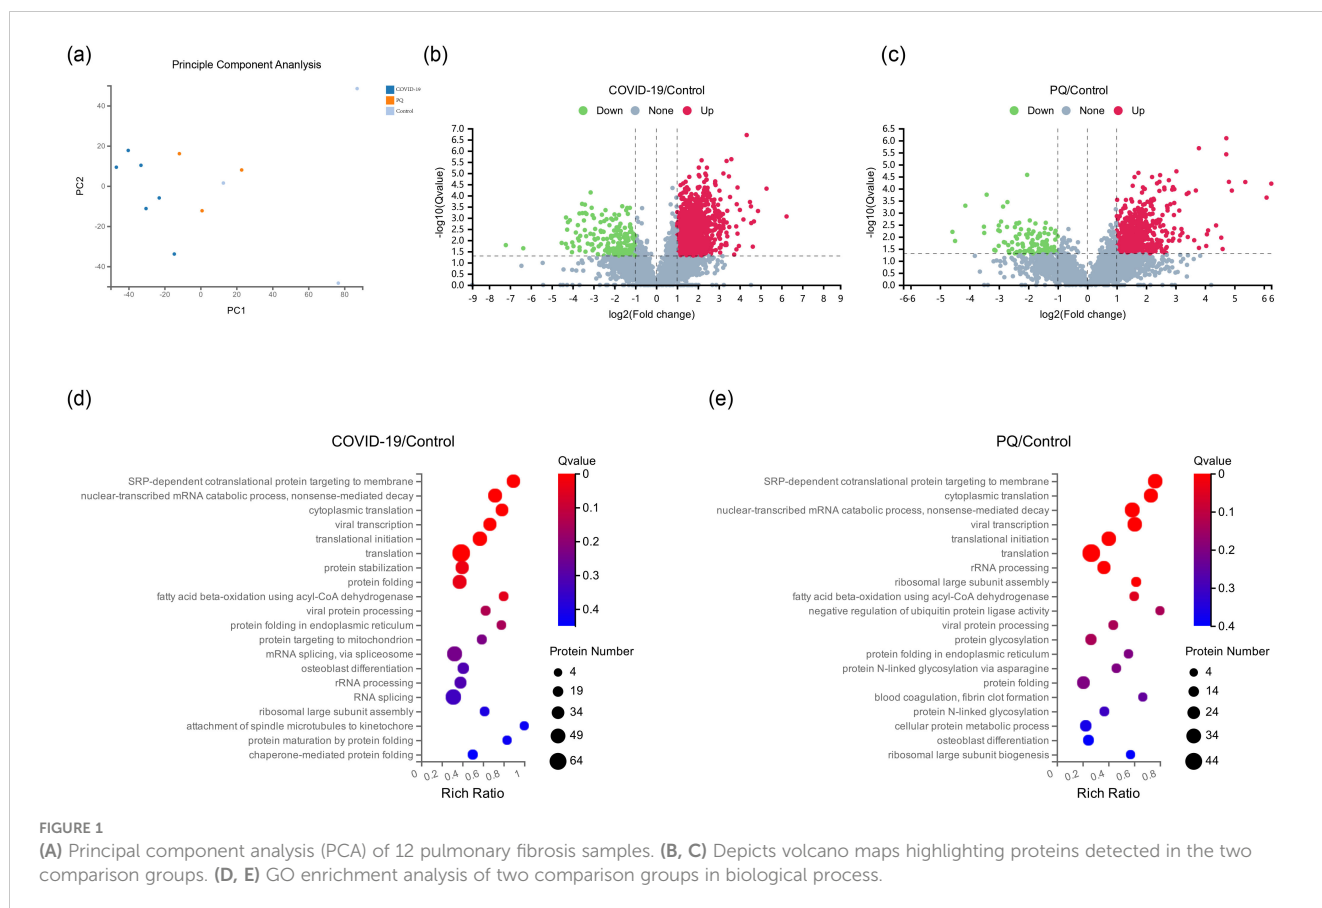 (a)
Principle Component Ananlysis
COVID-19
PQ
Control
40
20
0
-20
-40
PC2
-40 -20 0 20 40 60 80
PC1
(b)
COVID-19/Control
Down None Up
7.0
6.5
6.0
5.5
5.0
4.5
4.0
3.5
3.0
2.5
2.0
1.5
1.0
0.5
0.0
-log10(Qvalue)
-9 -8 -7 -6 -5 -4 -3 -2 -1 0 1 2 3 4 5 6 7 8 9
log2(Fold change)
(c)
PQ/Control
Down None Up
6.5
6.0
5.5
5.0
4.5
4.0
3.5
3.0
2.5
2.0
1.5
1.0
0.5
0.0
-log10(Qvalue)
-66 -5 -4 -3 -2 -1 0 1 2 3 4 5 6 6
log2(Fold change)
(d)
COVID-19/Control
SRP-dependent cotranslational protein targeting to membrane
nuclear-transcribed mRNA catabolic process, nonsense-mediated decay
cytoplasmic translation
viral transcription
translational initiation
translation
protein stabilization
protein folding
fatty acid beta-oxidation using acyl-CoA dehydrogenase
viral protein processing
protein folding in endoplasmic reticulum
protein targeting to mitochondrion
mRNA splicing, via spliceosome
osteoblast differentiation
rRNA processing
RNA splicing
ribosomal large subunit assembly
attachment of spindle microtubules to kinetochore
protein maturation by protein folding
chaperone-mediated protein folding
0 0.2 0.4 0.6 0.8 1
Rich Ratio
Qvalue
0
0.1
0.2
0.3
0.4
Protein Number
4
19
34
49
64
(e)
PQ/Control
SRP-dependent cotranslational protein targeting to membrane
cytoplasmic translation
nuclear-transcribed mRNA catabolic process, nonsense-mediated decay
viral transcription
translational initiation
translation
rRNA processing
ribosomal large subunit assembly
fatty acid beta-oxidation using acyl-CoA dehydrogenase
negative regulation of ubiquitin protein ligase activity
viral protein processing
protein glycosylation
protein folding in endoplasmic reticulum
protein N-linked glycosylation via asparagine
protein folding
blood coagulation, fibrin clot formation
protein N-linked glycosylation
cellular protein metabolic process
osteoblast differentiation
ribosomal large subunit biogenesis
0 0.2 0.4 0.6 0.8
Rich Ratio
Qvalue
0
0.1
0.2
0.3
0.4
Protein Number
4
14
24
34
44
FIGURE 1
(A) Principal component analysis (PCA) of 12 pulmonary fibrosis samples. (B, C) Depicts volcano maps highlighting proteins detected in the two
comparison groups. (D, E) GO enrichment analysis of two comparison groups in biological process.